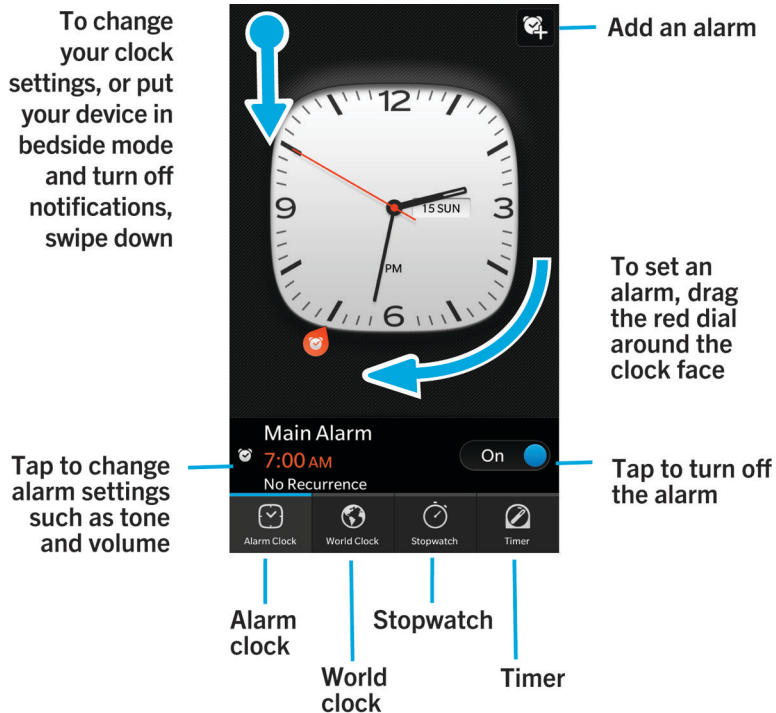 To change
your clock
settings, or put
your device in
bedside mode
and turn off
notifications,
swipe down
Add an alarm
12
9
15 SUN
3
PM
6
To set an
alarm, drag
the red dial
around the
clock face
Main Alarm
7:00 AM
No Recurrence
On
Tap to change
alarm settings
such as tone
and volume
Tap to turn off
the alarm
Alarm Clock
World Clock
Stopwatch
Timer
Alarm
clock
World
clock
Stopwatch
Timer